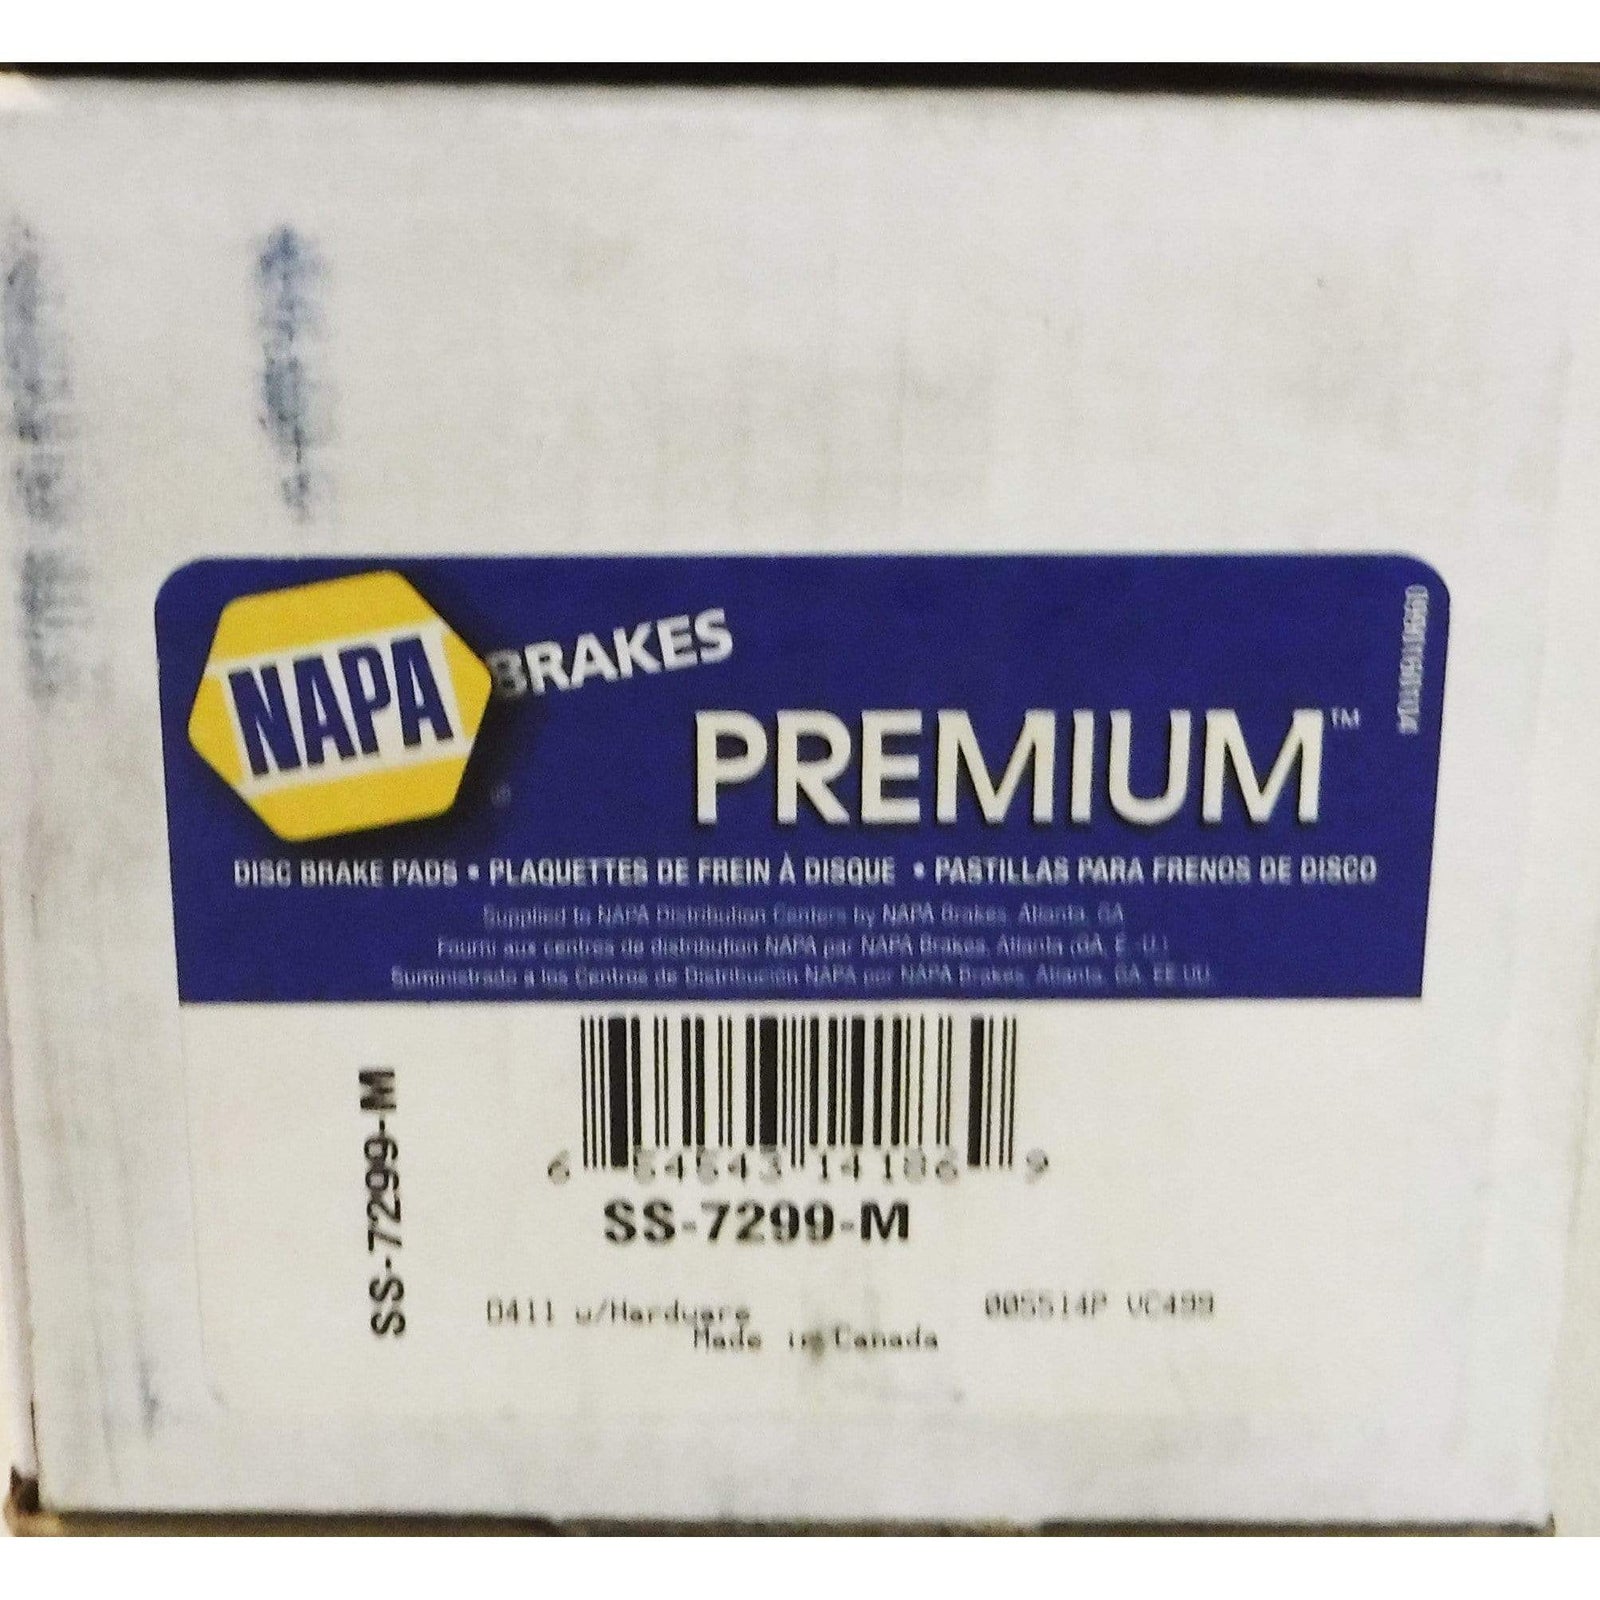 NAPA BRAKES
PREMIUM™
DISC BRAKE PADS • PLAQUETTES DE FREIN À DISQUE • PASTILLAS PARA FRENOS DE DISCO
Supplied to NAPA Distribution Centers by NAPA Brakes, Atlanta, GA
Fourni aux centres de distribution NAPA par NAPA Brakes, Atlanta (GA, E.-U.)
Suministrado a los Centros de Distribución NAPA por NAPA Brakes, Atlanta, GA, EE.UU.
SS-7299-M
6 54543 14186 9
SS-7299-M
D411 w/Hardware 005514P VC499
Made in Canada